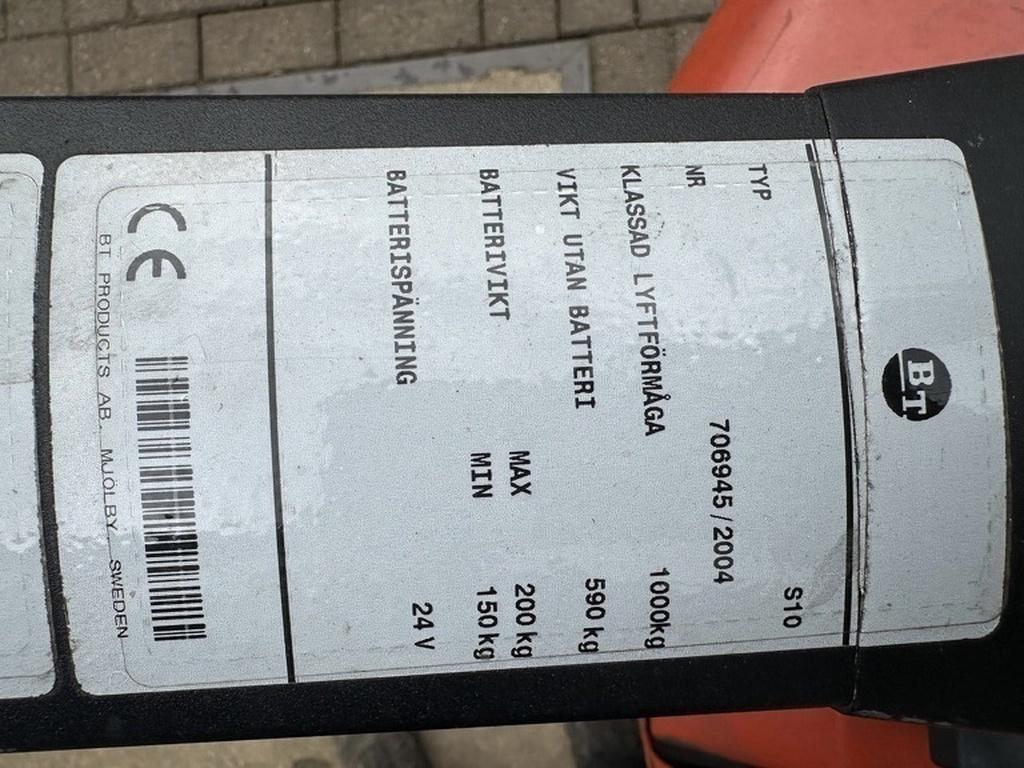 BT
TYP S10
NR 706945/2004
KLASSAD LYFTFÖRMÅGA 1000kg
VIKT UTAN BATTERI 590 kg
BATTERIVIKT MAX 200 kg
MIN 150 kg
BATTERISPÄNNING 24 V
CE
BT PRODUCTS AB, MJÖLBY, SWEDEN